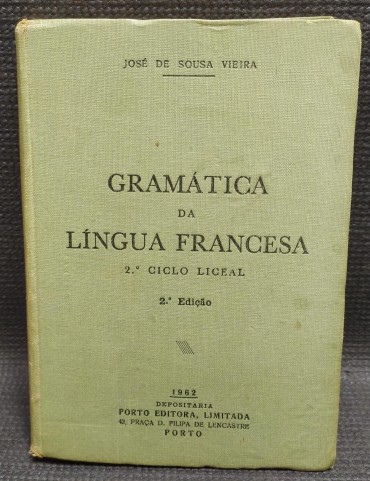 JOSÉ DE SOUSA VIEIRA
GRAMÁTICA
DA
LÍNGUA FRANCESA
2.º CICLO LICEAL
2.ª Edição
1962
DEPOSITÁRIA
PORTO EDITORA, LIMITADA
42, PRAÇA D. FILIPA DE LENCASTRE
PORTO